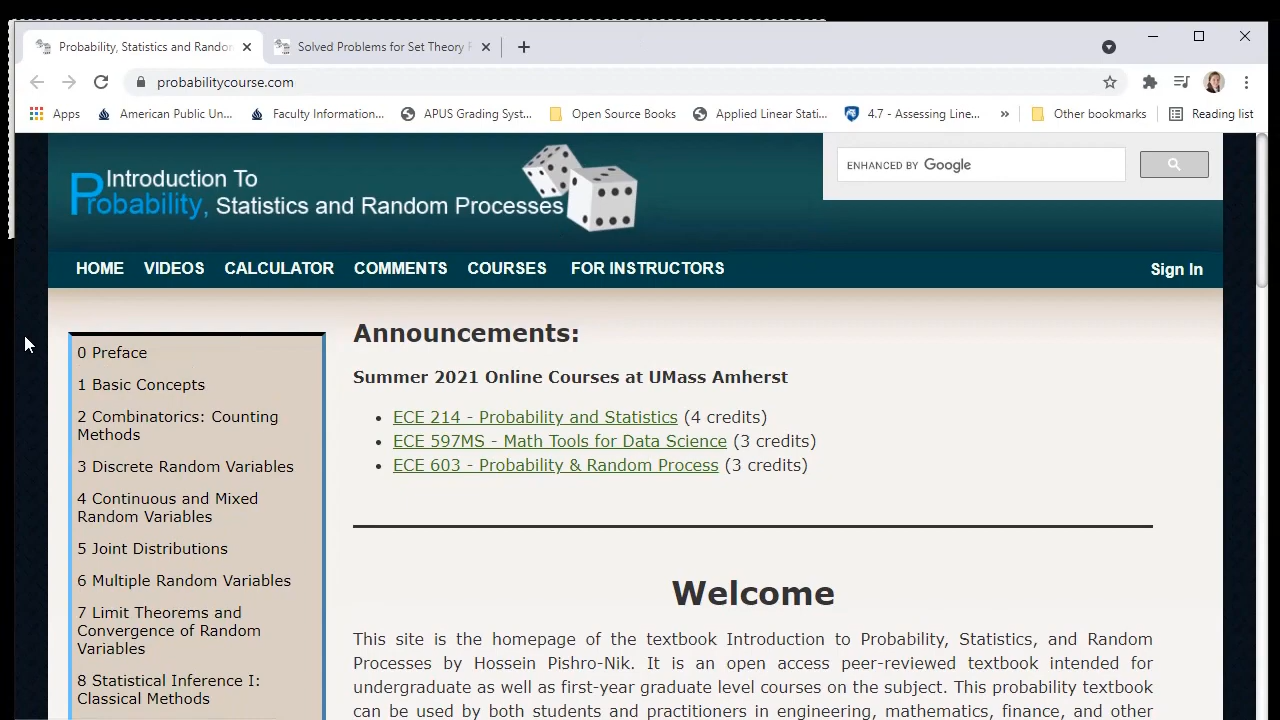 Probability, Statistics and Random
Solved Problems for Set Theory
probabilitycourse.com
Apps
American Public Un...
Faculty Information...
APUS Grading Syst...
Open Source Books
Applied Linear Stati...
4.7 - Assessing Line...
»
Other bookmarks
Reading list
Introduction To
Probability, Statistics and Random Processes
ENHANCED BY Google
HOME VIDEOS CALCULATOR COMMENTS COURSES FOR INSTRUCTORS
Sign In
0 Preface
1 Basic Concepts
2 Combinatorics: Counting
Methods
3 Discrete Random Variables
4 Continuous and Mixed
Random Variables
5 Joint Distributions
6 Multiple Random Variables
7 Limit Theorems and
Convergence of Random
Variables
8 Statistical Inference I:
Classical Methods
Announcements:
Summer 2021 Online Courses at UMass Amherst
• ECE 214 - Probability and Statistics (4 credits)
• ECE 597MS - Math Tools for Data Science (3 credits)
• ECE 603 - Probability & Random Process (3 credits)
Welcome
This site is the homepage of the textbook Introduction to Probability, Statistics, and Random
Processes by Hossein Pishro-Nik. It is an open access peer-reviewed textbook intended for
undergraduate as well as first-year graduate level courses on the subject. This probability textbook
can be used by both students and practitioners in engineering, mathematics, finance, and other